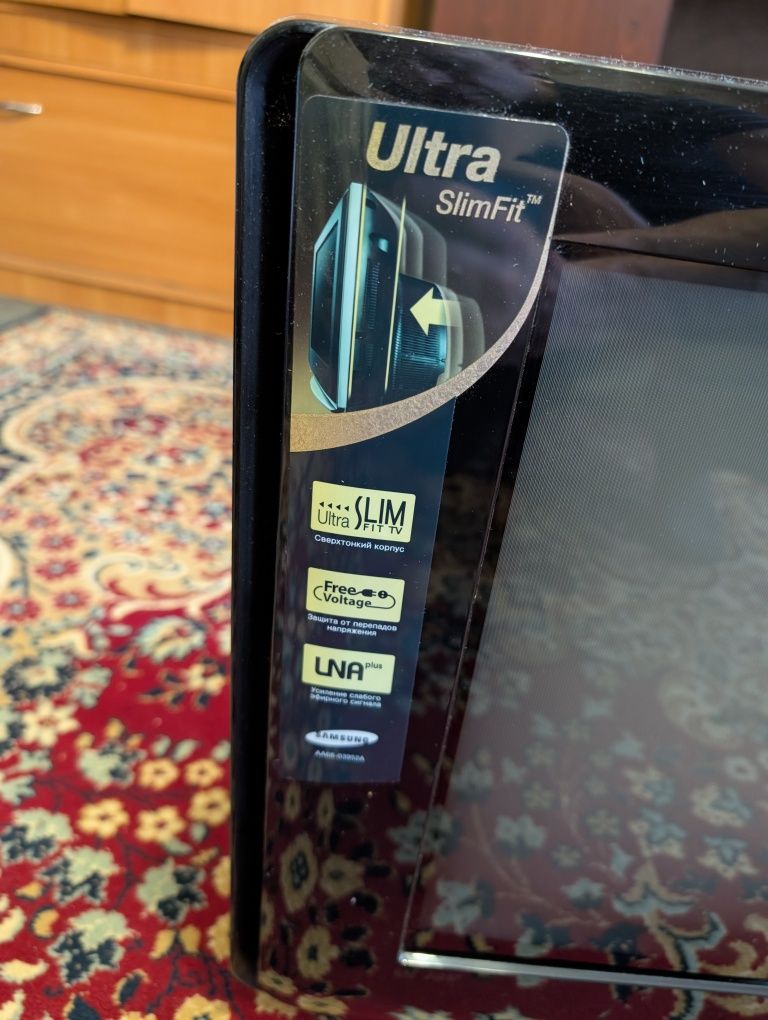 Ultra
SlimFit™
Ultra SLIM
FIT TV
Сверхтонкий корпус
Free
Voltage
Защита от перепадов
напряжения
LNA plus
Усиление слабого
эфирного сигнала
SAMSUNG